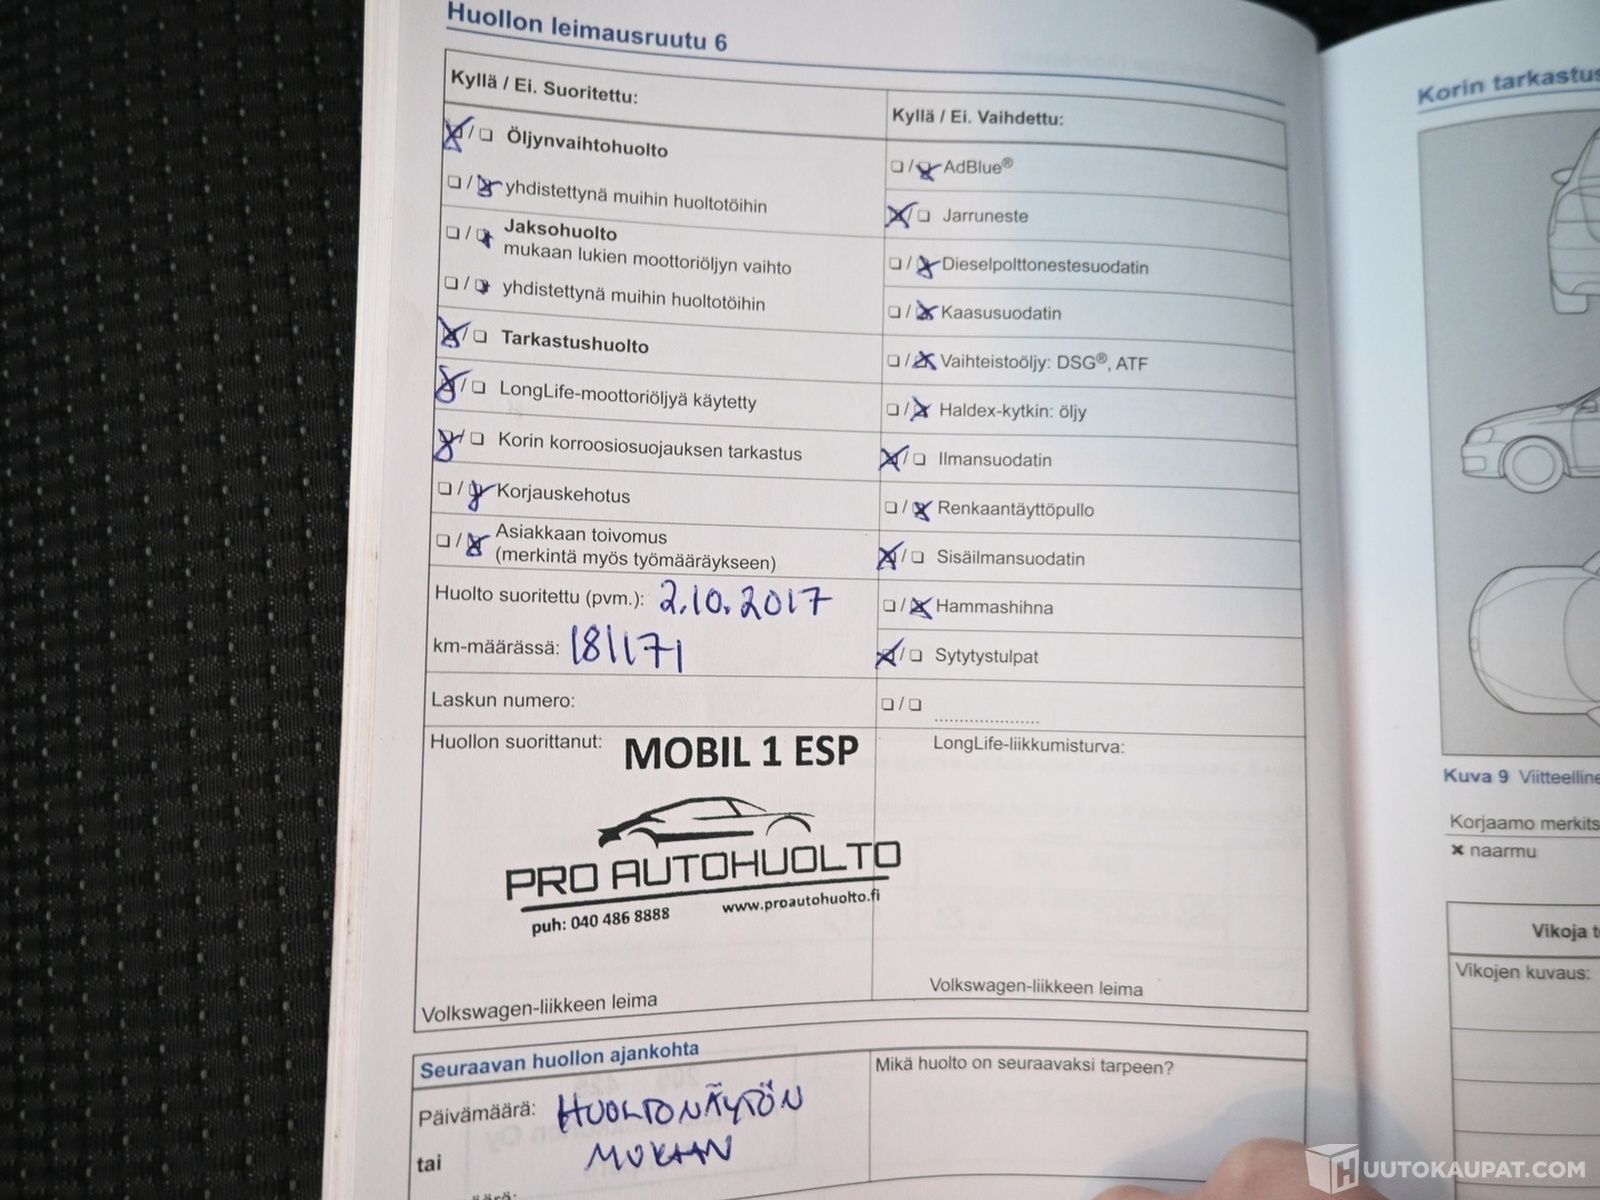 Huollon leimausruutu 6
Kyllä / Ei. Suoritettu:
Öljynvaihtohuolto
yhdistettynä muihin huoltotöihin
Jaksohuolto
mukaan lukien moottoriöljyn vaihto
yhdistettynä muihin huoltotöihin
Tarkastushuolto
LongLife-moottoriöljyä käytetty
Korin korroosiosuojauksen tarkastus
Korjauskehotus
Asiakkaan toivomus
(merkintä myös työmääräykseen)
Huolto suoritettu (pvm.): 2.10.2017
km-määrässä: 181171
Laskun numero:
Huollon suorittanut: MOBIL 1 ESP
PRO AUTOHUOLTO
puh: 040 486 8888 www.proautohuolto.fi
Volkswagen-liikkeen leima
Kyllä / Ei. Vaihdettu:
AdBlue®
Jarruneste
Dieselpolttonestesuodatin
Kaasusuodatin
Vaihteistoöljy: DSG®, ATF
Haldex-kytkin: öljy
Ilmansuodatin
Renkaantäyttöpullo
Sisäilmansuodatin
Hammashihna
Sytytystulpat
LongLife-liikkumisturva:
Volkswagen-liikkeen leima
Seuraavan huollon ajankohta
Päivämäärä: HUOLTONÄYTÖN
tai MUKAAN
Mikä huolto on seuraavaksi tarpeen?
Korin tarkastus
Kuva 9 Viitteelline
Korjaamo merkits
× naarmu
Vikoja t
Vikojen kuvaus:
HUUTOKAUPAT.COM